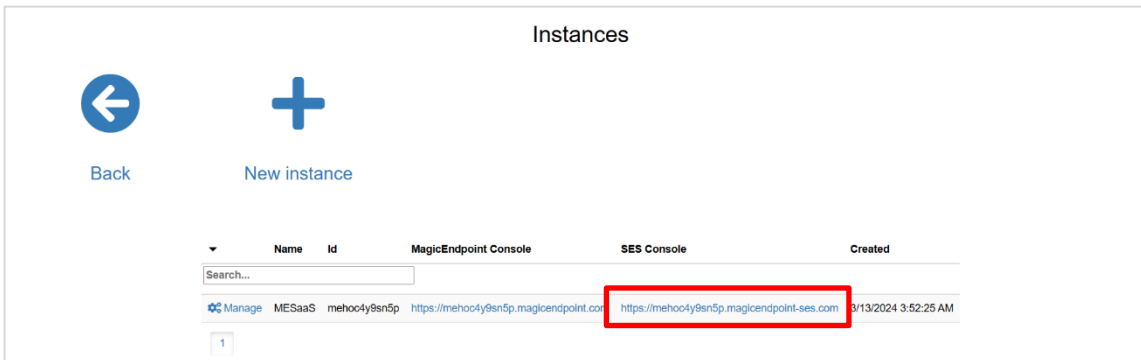 Instances
Back New instance
Name Id MagicEndpoint Console SES Console Created
Search...
Manage MESaaS mehoc4y9sn5p https://mehoc4y9sn5p.magicendpoint.com https://mehoc4y9sn5p.magicendpoint-ses.com 3/13/2024 3:52:25 AM
1